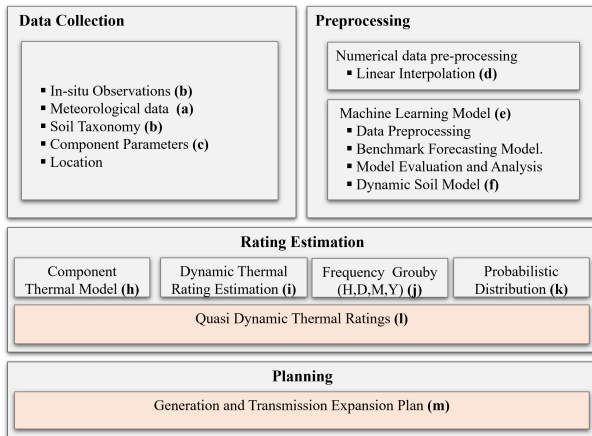 Data Collection
▪ In-situ Observations (b)
▪ Meteorological data (a)
▪ Soil Taxonomy (b)
▪ Component Parameters (c)
▪ Location
Preprocessing
Numerical data pre-processing
▪ Linear Interpolation (d)
Machine Learning Model (e)
▪ Data Preprocessing
▪ Benchmark Forecasting Model.
▪ Model Evaluation and Analysis
▪ Dynamic Soil Model (f)
Rating Estimation
Component
Thermal Model (h)
Dynamic Thermal
Rating Estimation (i)
Frequency Grouby
(H,D,M,Y) (j)
Probabilistic
Distribution (k)
Quasi Dynamic Thermal Ratings (l)
Planning
Generation and Transmission Expansion Plan (m)